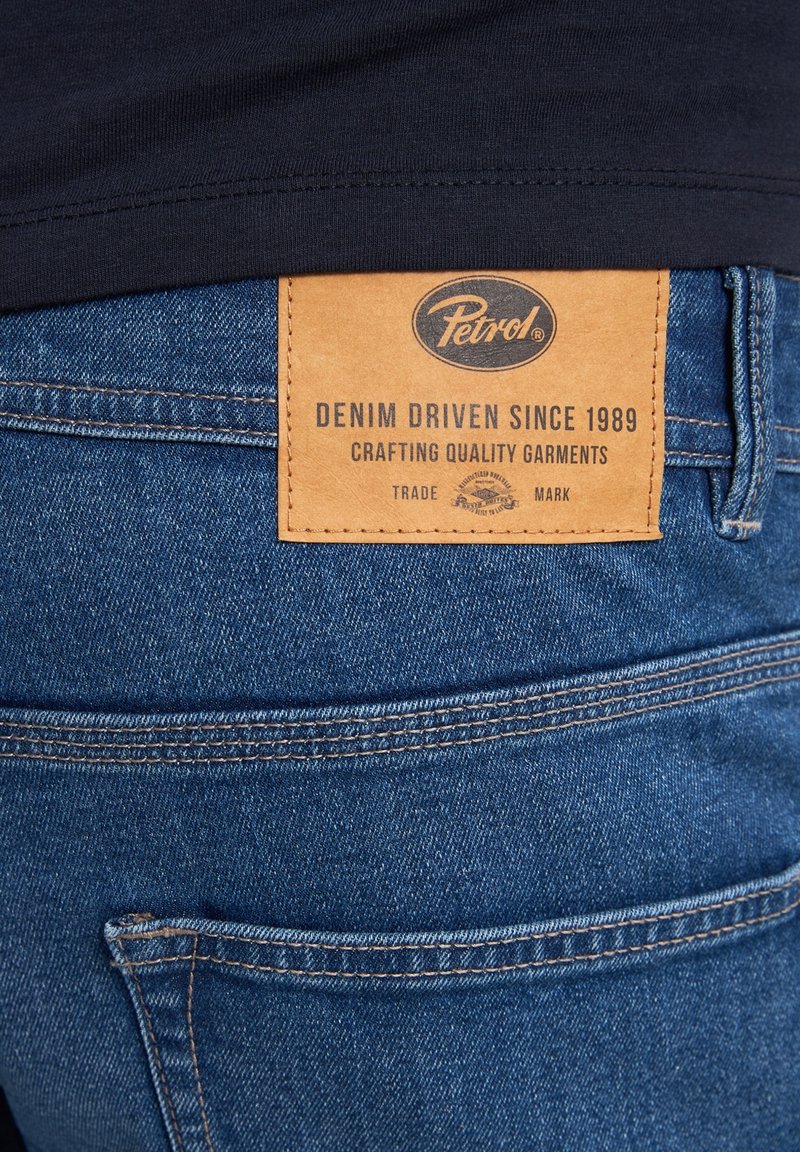 Petrol®
DENIM DRIVEN SINCE 1989
CRAFTING QUALITY GARMENTS
TRADE MARK